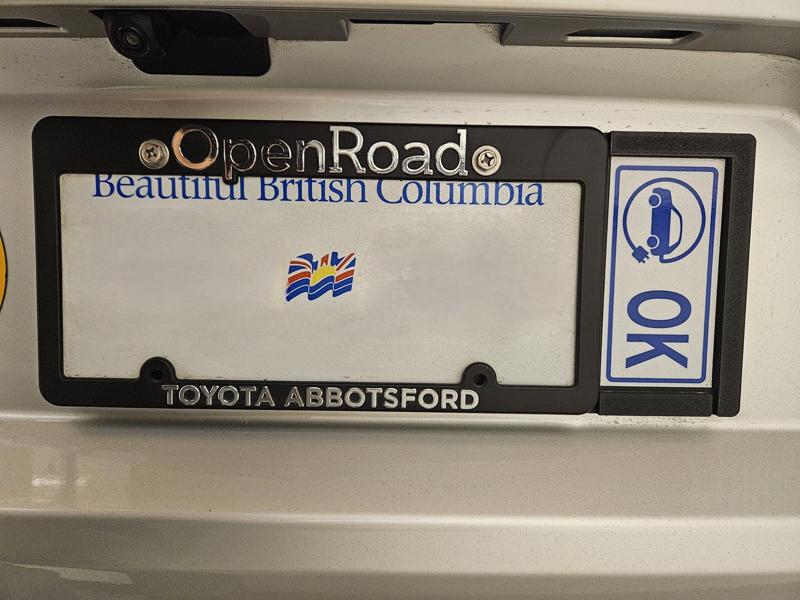 OpenRoad
Beautiful British Columbia
TOYOTA ABBOTSFORD
OK